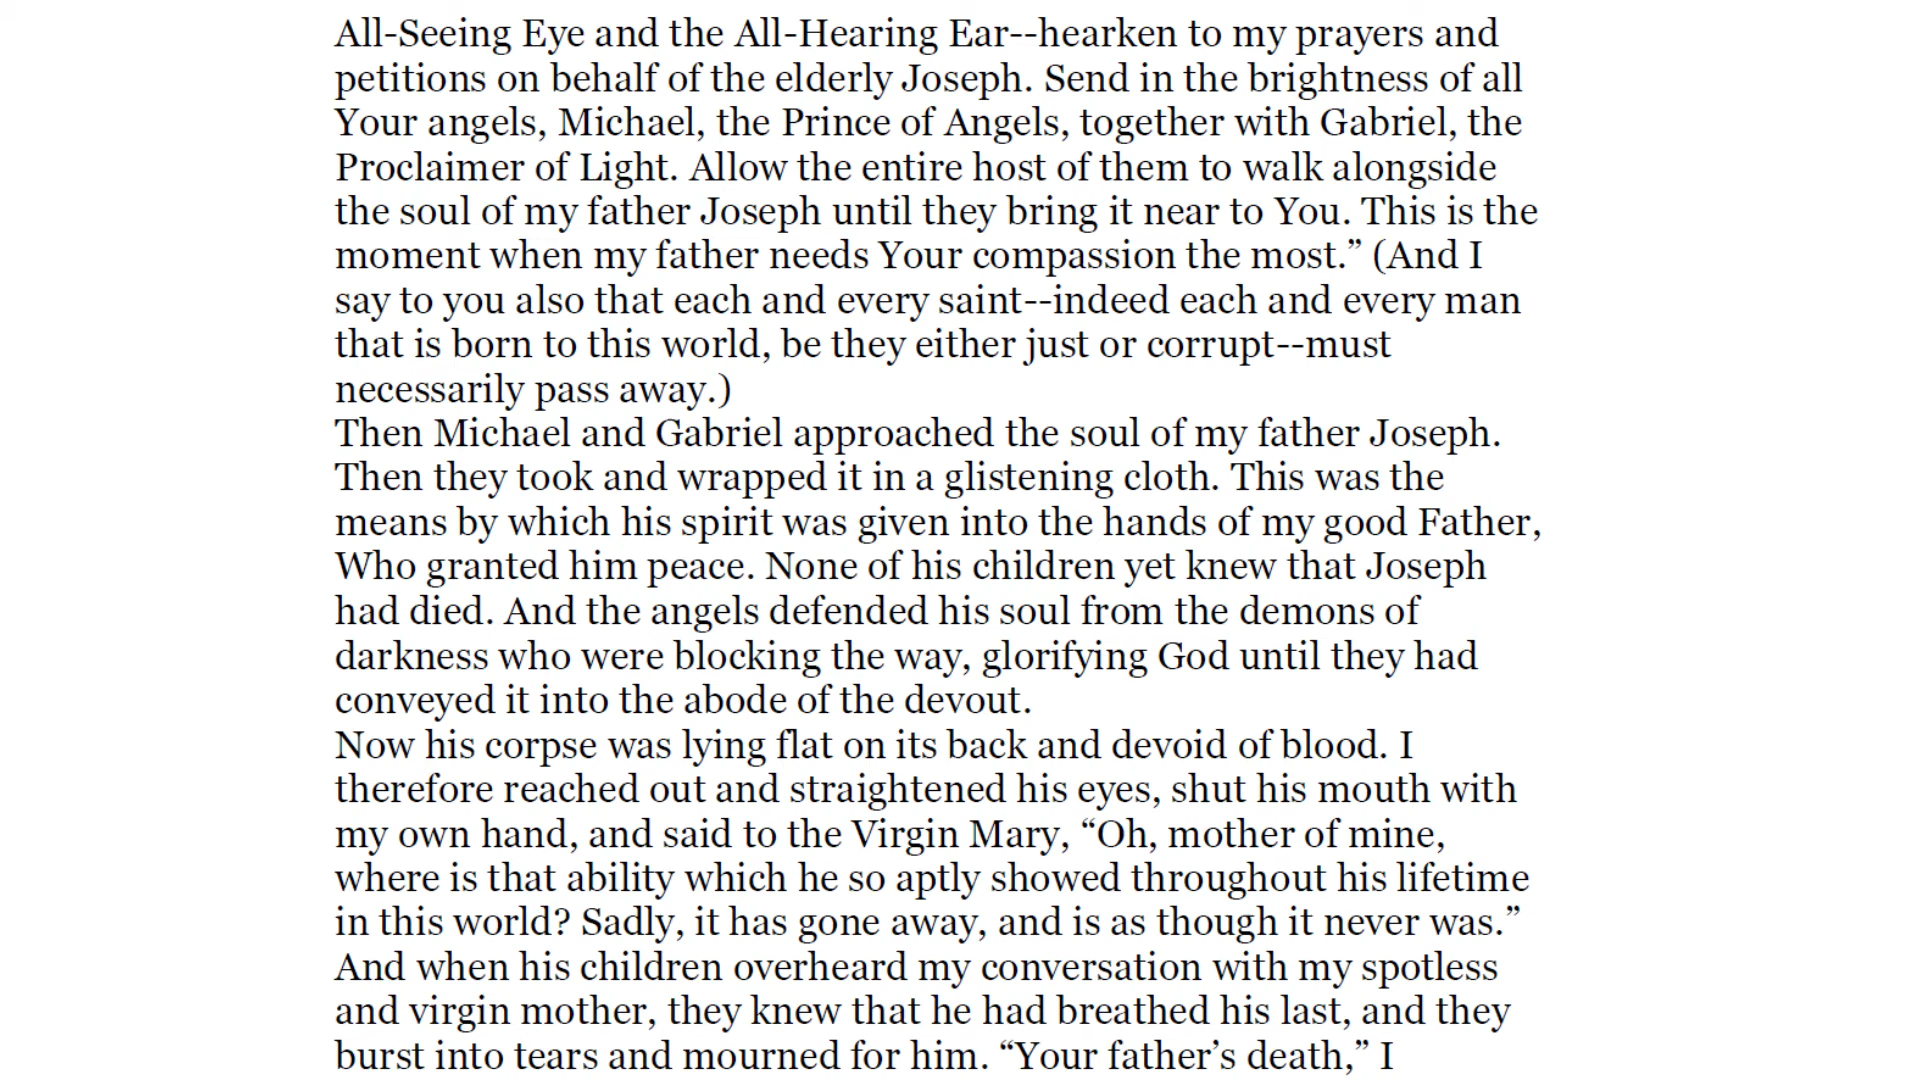 All-Seeing Eye and the All-Hearing Ear--hearken to my prayers and
petitions on behalf of the elderly Joseph. Send in the brightness of all
Your angels, Michael, the Prince of Angels, together with Gabriel, the
Proclaimer of Light. Allow the entire host of them to walk alongside
the soul of my father Joseph until they bring it near to You. This is the
moment when my father needs Your compassion the most.” (And I
say to you also that each and every saint--indeed each and every man
that is born to this world, be they either just or corrupt--must
necessarily pass away.)
Then Michael and Gabriel approached the soul of my father Joseph.
Then they took and wrapped it in a glistening cloth. This was the
means by which his spirit was given into the hands of my good Father,
Who granted him peace. None of his children yet knew that Joseph
had died. And the angels defended his soul from the demons of
darkness who were blocking the way, glorifying God until they had
conveyed it into the abode of the devout.
Now his corpse was lying flat on its back and devoid of blood. I
therefore reached out and straightened his eyes, shut his mouth with
my own hand, and said to the Virgin Mary, “Oh, mother of mine,
where is that ability which he so aptly showed throughout his lifetime
in this world? Sadly, it has gone away, and is as though it never was.”
And when his children overheard my conversation with my spotless
and virgin mother, they knew that he had breathed his last, and they
burst into tears and mourned for him. “Your father’s death,” I